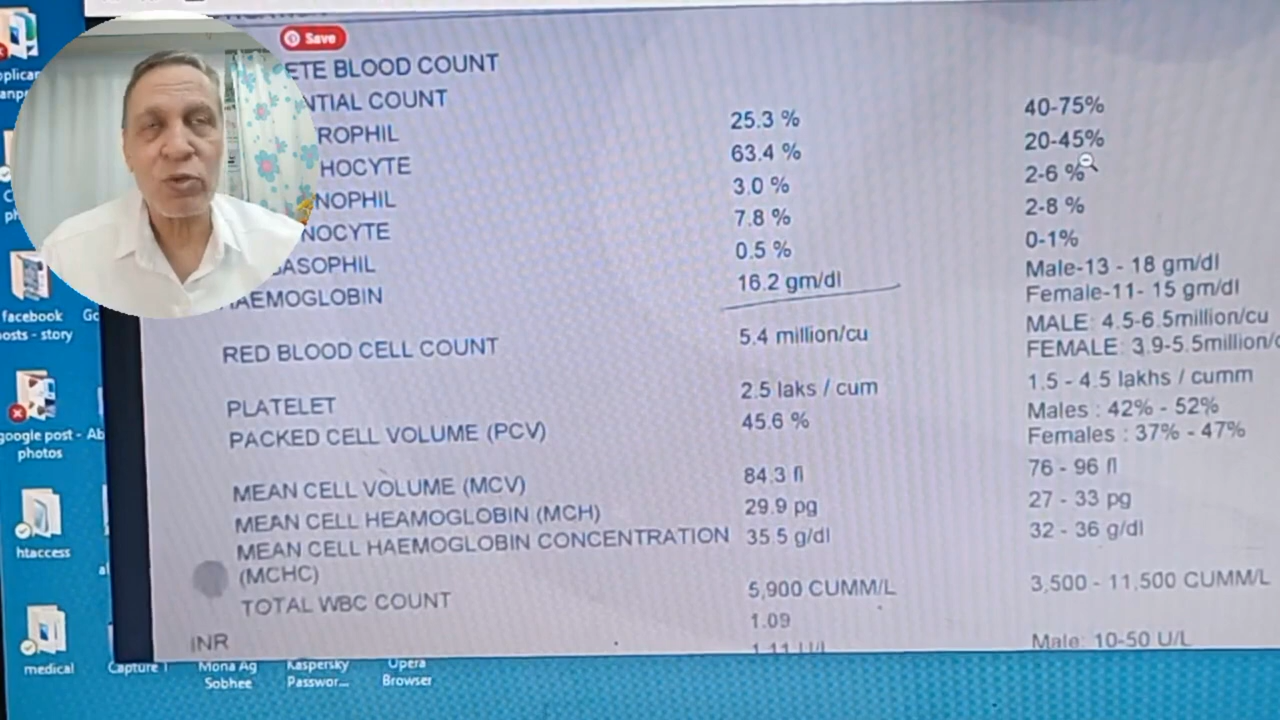 Save
ETE BLOOD COUNT
NTIAL COUNT
ROPHIL 25.3 % 40-75%
HOCYTE 63.4 % 20-45%
NOPHIL 3.0 % 2-6 %
NOCYTE 7.8 % 2-8 %
BASOPHIL 0.5 % 0-1%
HAEMOGLOBIN 16.2 gm/dl Male-13 - 18 gm/dl
Female-11- 15 gm/dl
RED BLOOD CELL COUNT 5.4 million/cu MALE: 4.5-6.5million/cu
FEMALE: 3.9-5.5million/c
PLATELET 2.5 laks / cum 1.5 - 4.5 lakhs / cumm
PACKED CELL VOLUME (PCV) 45.6 % Males : 42% - 52%
Females : 37% - 47%
MEAN CELL VOLUME (MCV) 84.3 fl 76 - 96 fl
MEAN CELL HEAMOGLOBIN (MCH) 29.9 pg 27 - 33 pg
MEAN CELL HAEMOGLOBIN CONCENTRATION 35.5 g/dl 32 - 36 g/dl
(MCHC)
TOTAL WBC COUNT 5,900 CUMM/L 3,500 - 11,500 CUMM/L
INR 1.09
Male: 10-50 U/L
facebook
osts - story
google post - Ab
photos
htaccess
medical
Capture 1
Mona Ag
Sobhee
Kaspersky
Passwor...
Opera
Browser